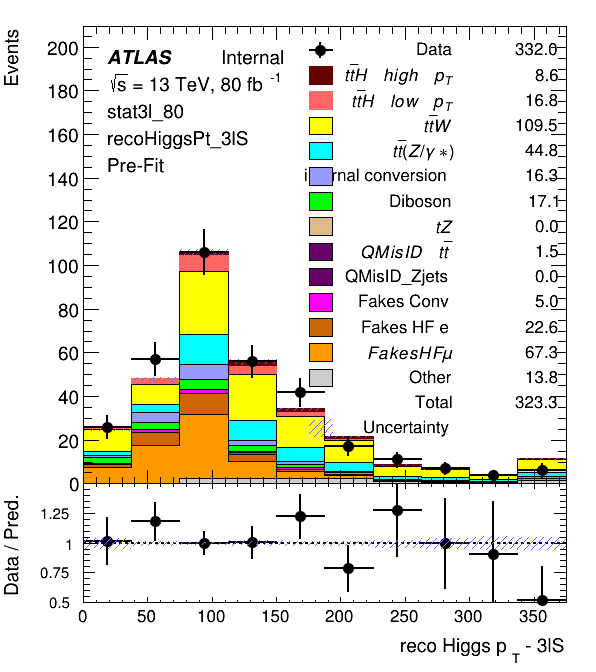 Events
200
180
160
140
120
100
80
60
40
20
0
ATLAS Internal
√s = 13 TeV, 80 fb -1
stat3l_80
recoHiggsPt_3lS
Pre-Fit
Data 332.0
tt̄H high pT 8.6
tt̄H low pT 16.8
tt̄W 109.5
tt̄(Z/γ *) 44.8
internal conversion 16.3
Diboson 17.1
tZ 0.0
QMisID tt̄ 1.5
QMisID_Zjets 0.0
Fakes Conv 5.0
Fakes HF e 22.6
FakesHFμ 67.3
Other 13.8
Total 323.3
Uncertainty
Data / Pred.
1.25
1
0.75
0.5
0 50 100 150 200 250 300 350
reco Higgs pT - 3lS